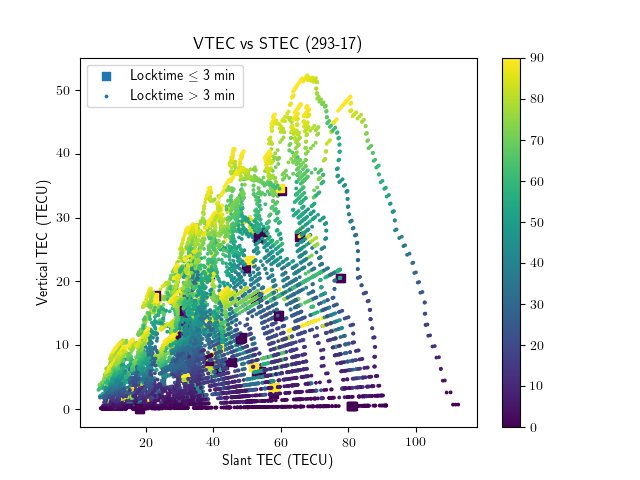 VTEC vs STEC (293-17)
Locktime ≤ 3 min
Locktime > 3 min
Vertical TEC (TECU)
50
40
30
20
10
0
20 40 60 80 100
Slant TEC (TECU)
90
80
70
60
50
40
30
20
10
0